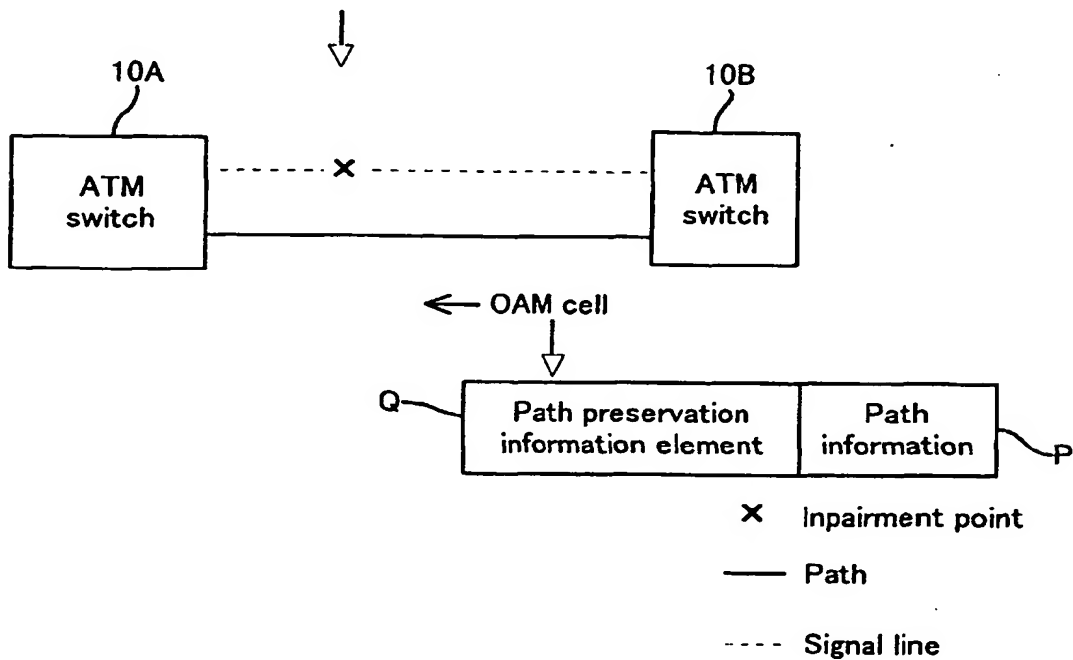 10A
10B
ATM
switch
ATM
switch
OAM cell
Q
Path preservation
information element
Path
information
P
Inpairment point
Path
Signal line